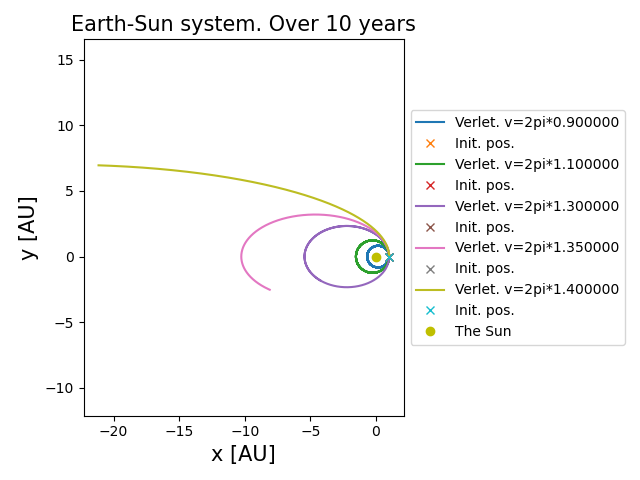 Earth-Sun system. Over 10 years
15
10
5
0
−5
−10
y [AU]
−20
−15
−10
−5
0
x [AU]
Verlet. v=2pi*0.900000
Init. pos.
Verlet. v=2pi*1.100000
Init. pos.
Verlet. v=2pi*1.300000
Init. pos.
Verlet. v=2pi*1.350000
Init. pos.
Verlet. v=2pi*1.400000
Init. pos.
The Sun